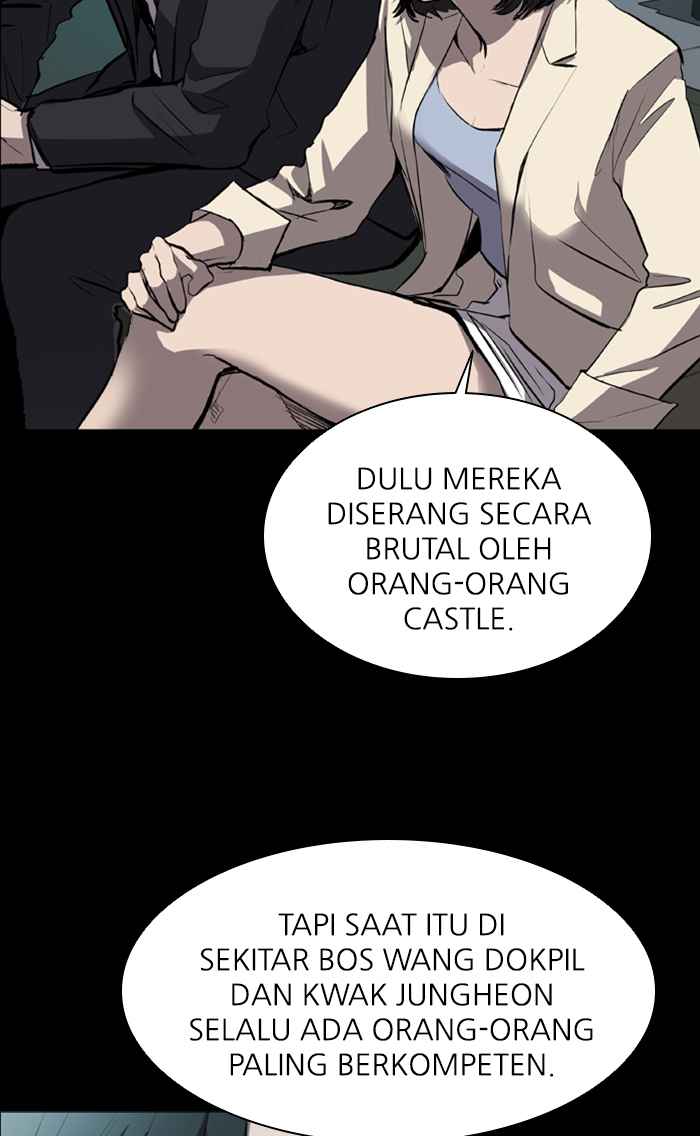 DULU MEREKA
DISERANG SECARA
BRUTAL OLEH
ORANG-ORANG
CASTLE.
TAPI SAAT ITU DI
SEKITAR BOS WANG DOKPIL
DAN KWAK JUNGHEON
SELALU ADA ORANG-ORANG
PALING BERKOMPETEN.